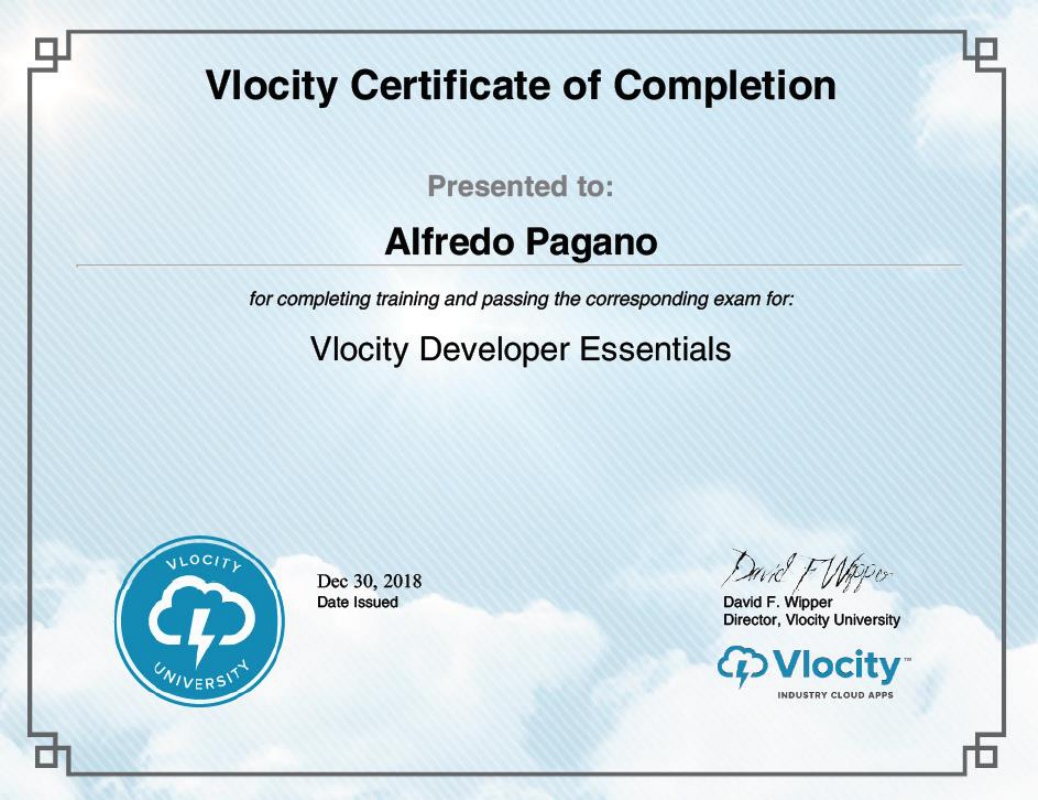 Vlocity Certificate of Completion
Presented to:
Alfredo Pagano
for completing training and passing the corresponding exam for:
Vlocity Developer Essentials
VLOCITY
UNIVERSITY
Dec 30, 2018
Date Issued
David F Wipper
David F. Wipper
Director, Vlocity University
Vlocity™
INDUSTRY CLOUD APPS